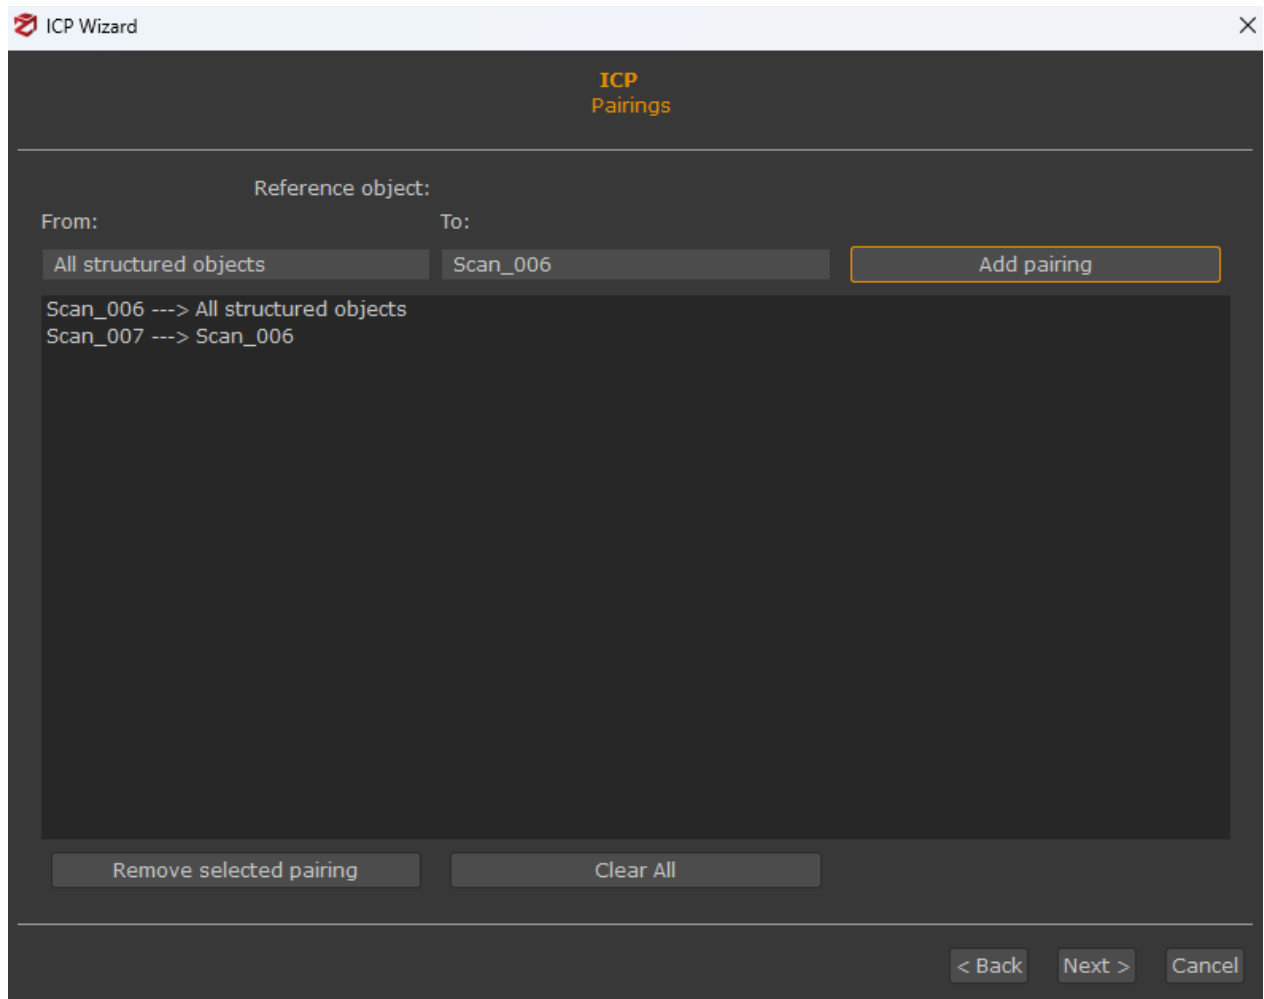 ICP Wizard
ICP
Pairings
Reference object:
From: To:
All structured objects Scan_006 Add pairing
Scan_006 ---> All structured objects
Scan_007 ---> Scan_006
Remove selected pairing Clear All
< Back Next > Cancel